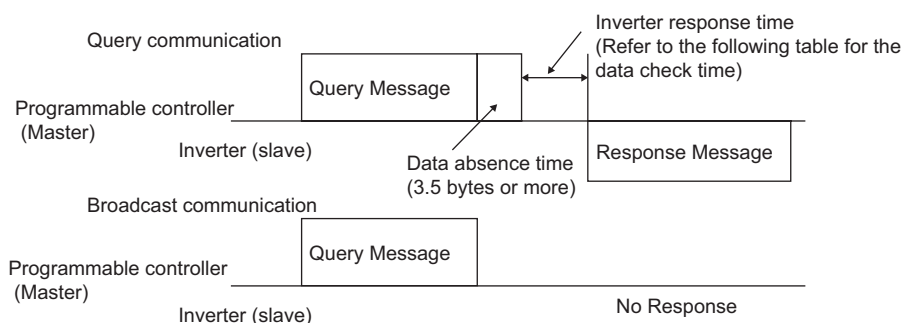 Query communication
Inverter response time
(Refer to the following table for the
data check time)
Query Message
Programmable controller
(Master)
Inverter (slave)
Data absence time
(3.5 bytes or more)
Response Message
Broadcast communication
Query Message
Programmable controller
(Master)
Inverter (slave)
No Response